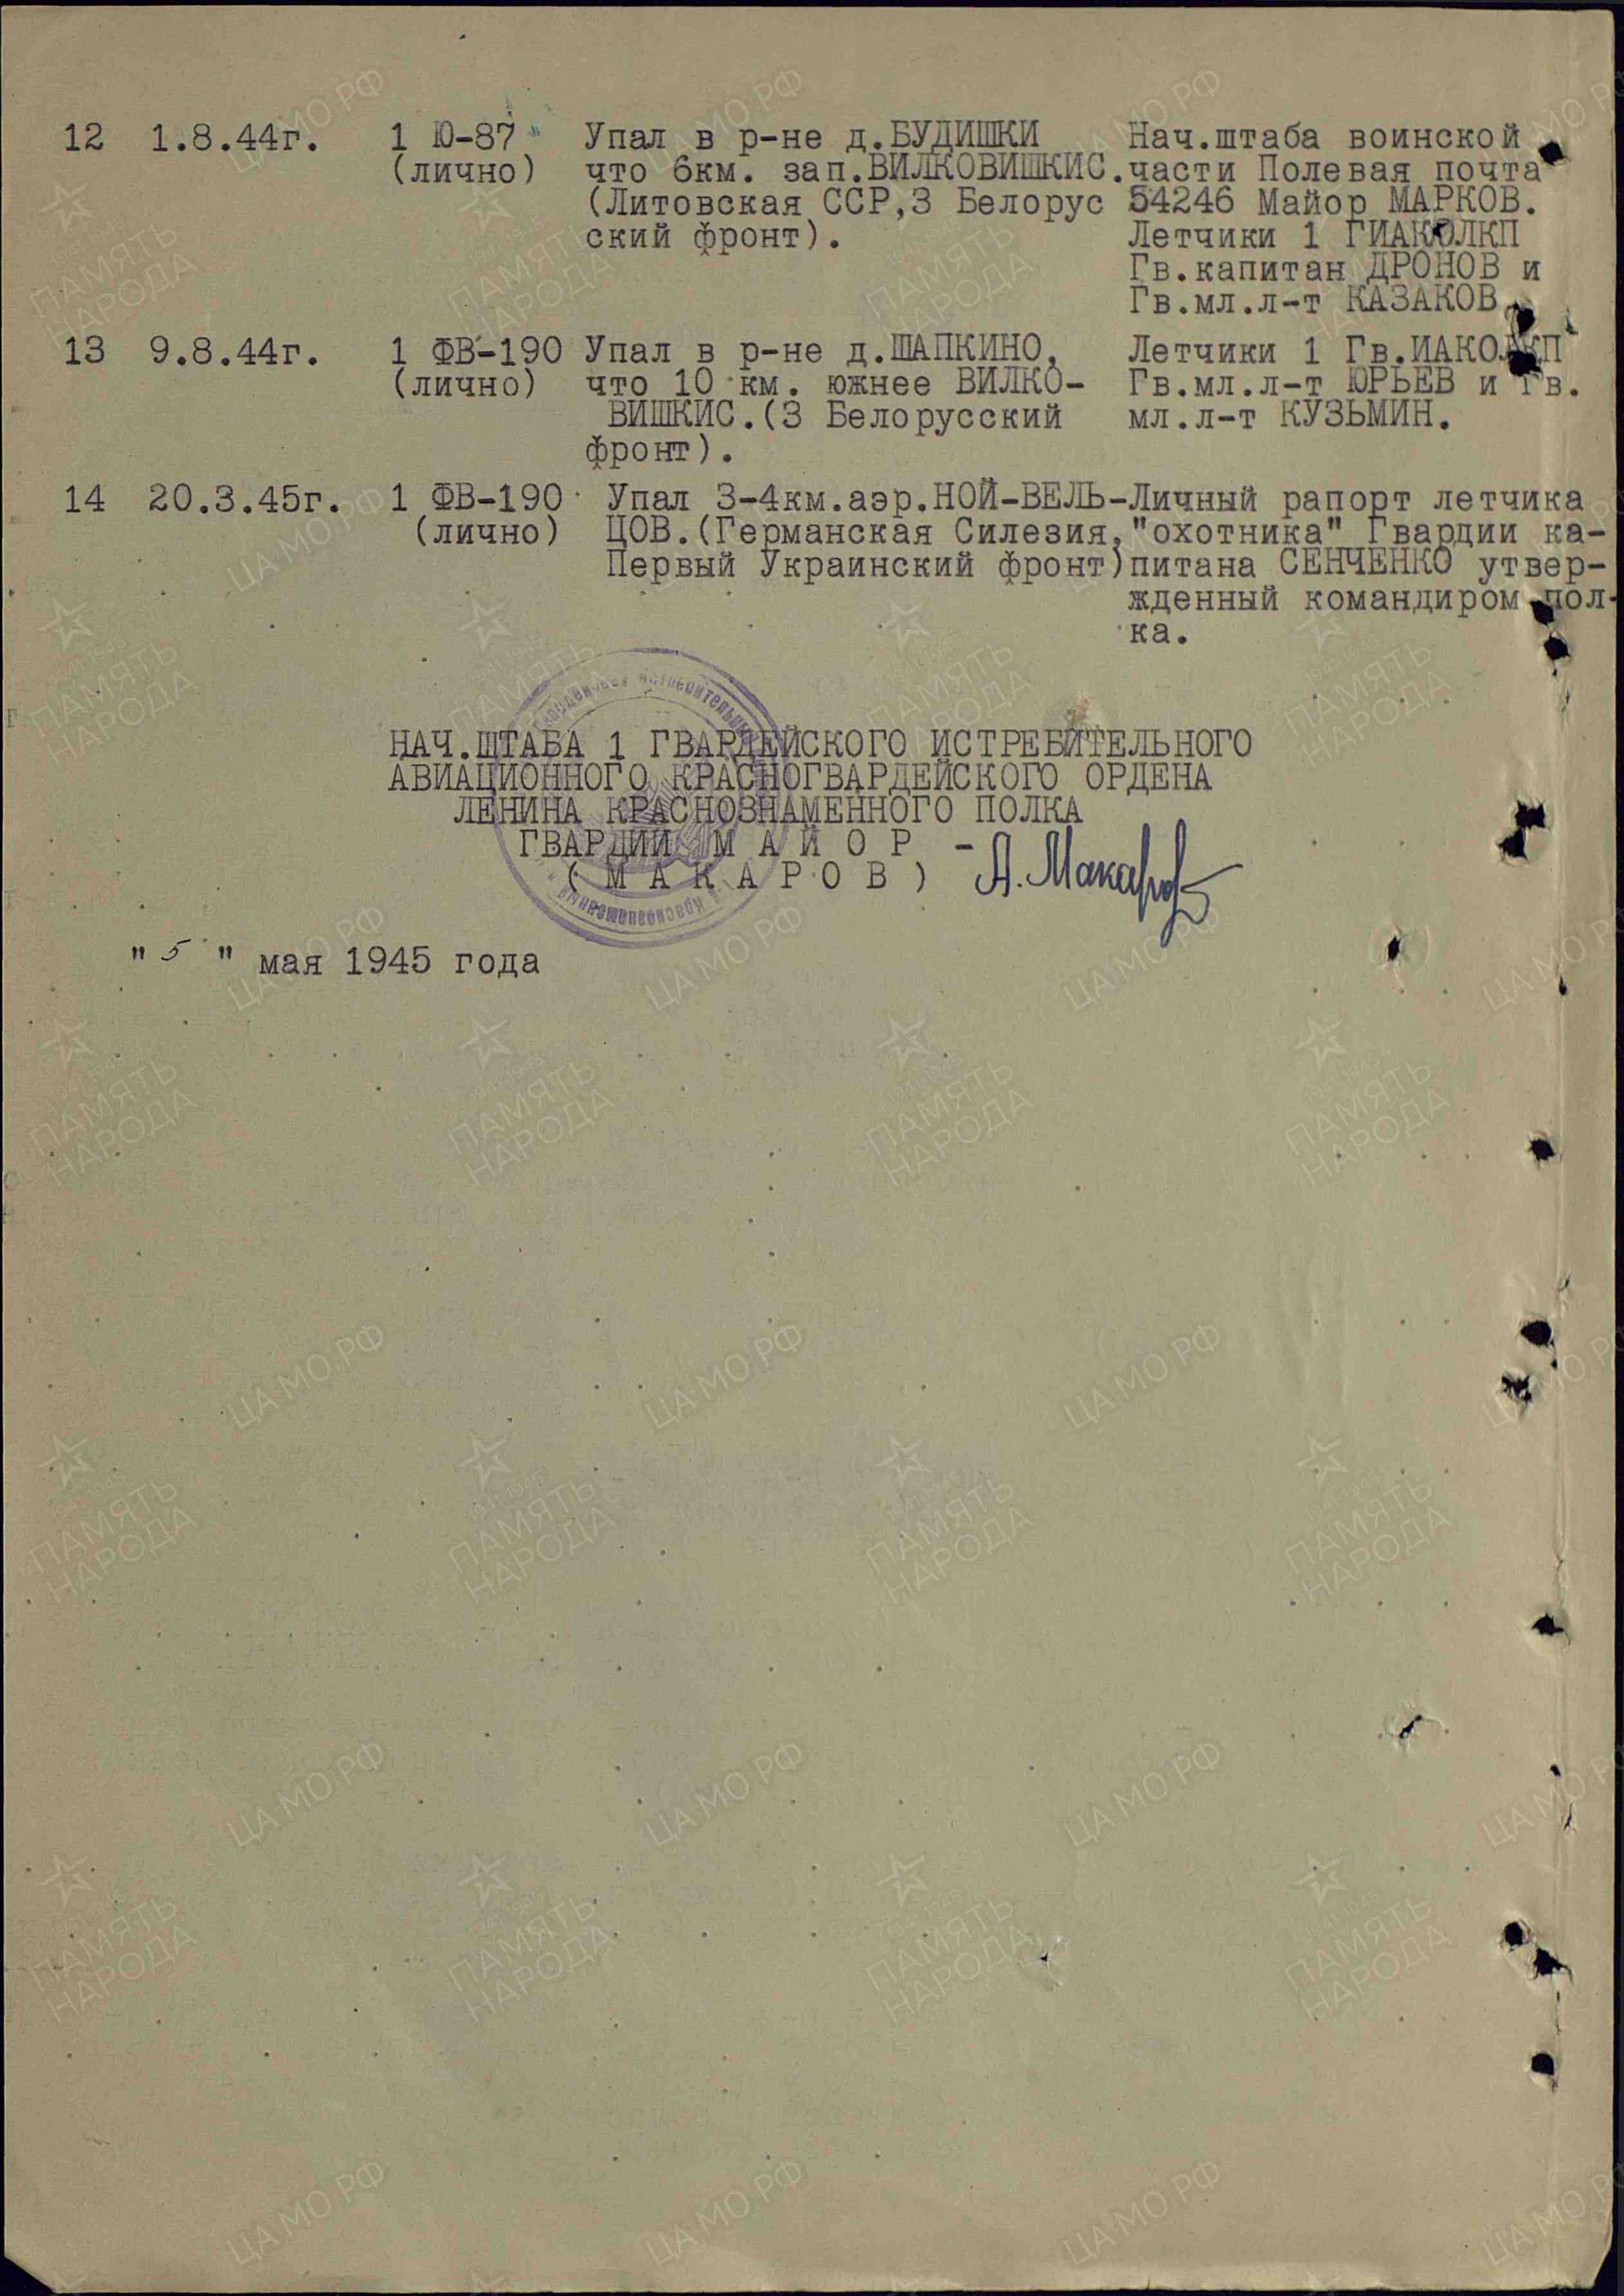 12 1.8.44г. 1 Ю-87 Упал в р-не д.БУДИШКИ Нач.штаба воинской
(лично) что 6км. зап.ВИЛКОВИШКИС. части Полевая почта
(Литовская ССР,3 Белорус 54246 Майор МАРКОВ.
ский фронт). Летчики 1 ГИАКОЛКП
Гв.капитан ДРОНОВ и
Гв.мл.л-т КАЗАКОВ.
13 9.8.44г. 1 ФВ-190 Упал в р-не д.ШАПКИНО, Летчики 1 Гв.ИАКОЛКП
(лично) что 10 км. южнее ВИЛКО- Гв.мл.л-т ЮРЬЕВ и Гв.
ВИШКИС.(3 Белорусский мл.л-т КУЗЬМИН.
фронт).
14 20.3.45г. 1 ФВ-190 Упал 3-4км.аэр.НОЙ-ВЕЛЬ- Личный рапорт летчика
(лично) ЦОВ.(Германская Силезия, "охотника" Гвардии ка-
Первый Украинский фронт) питана СЕНЧЕНКО утвер-
жденный командиром пол-
ка.
НАЧ.ШТАБА 1 ГВАРДЕЙСКОГО ИСТРЕБИТЕЛЬНОГО
АВИАЦИОННОГО КРАСНОГВАРДЕЙСКОГО ОРДЕНА
ЛЕНИНА КРАСНОЗНАМЕННОГО ПОЛКА
ГВАРДИИ М А Й О Р -
( М А К А Р О В ) А. Макаров
" 5 " мая 1945 года
ПАМЯТЬ
НАРОДА
ЦАМО РФ